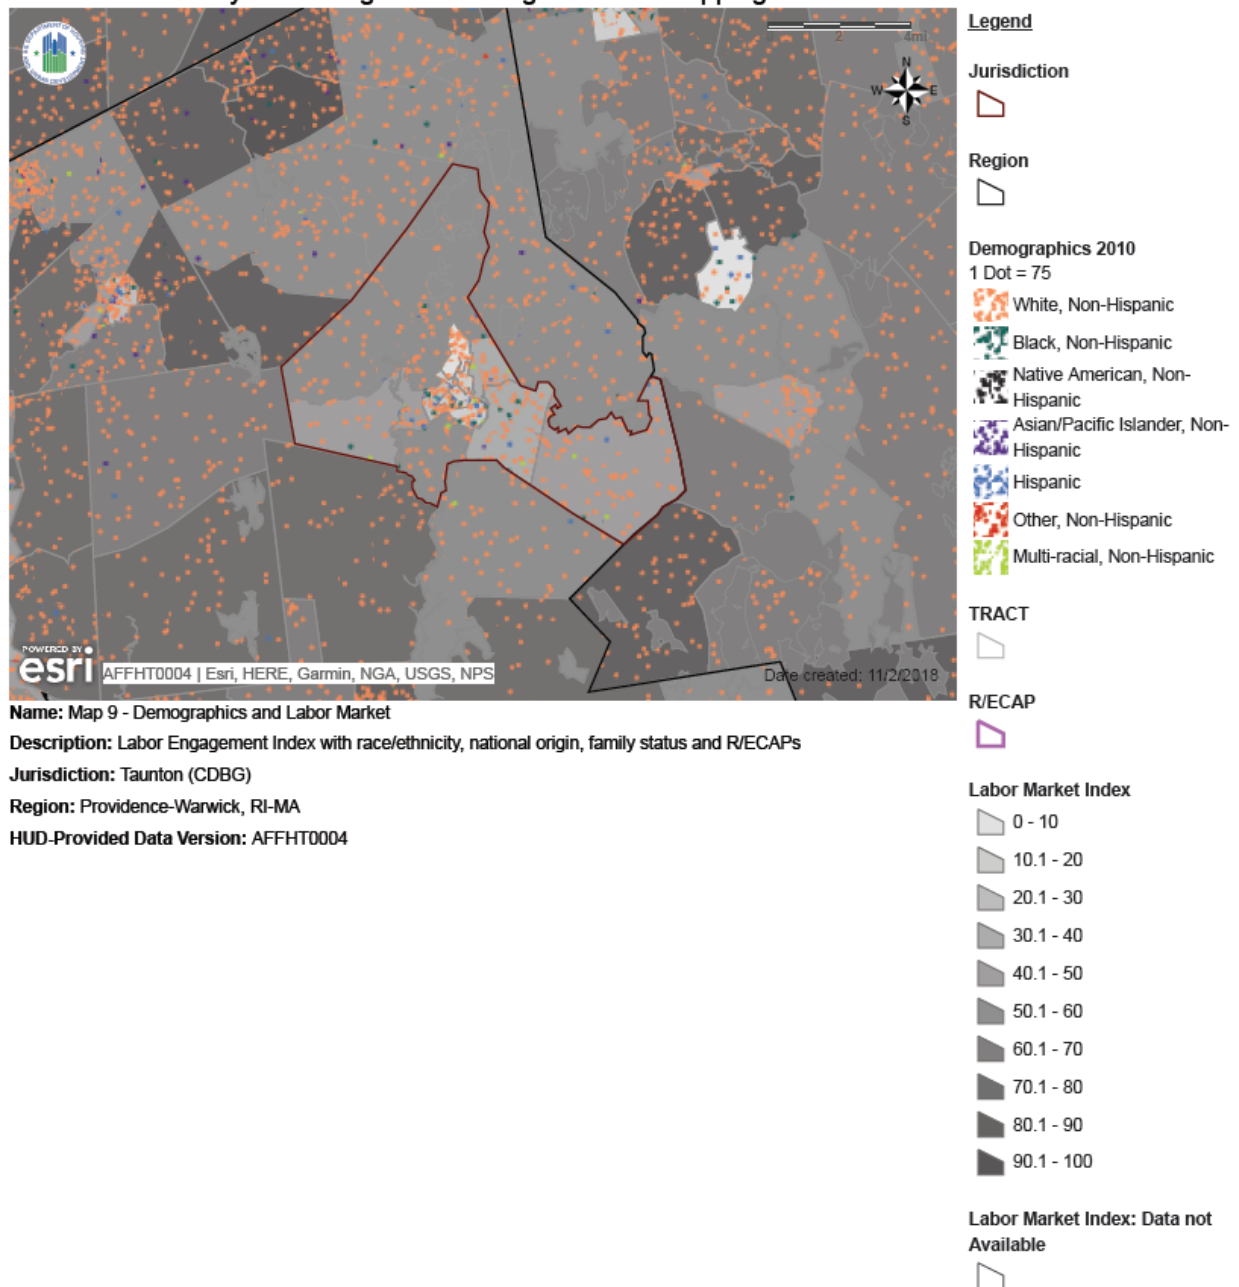 2 4mi
N
W E
S
POWERED BY
esri
AFFHT0004 | Esri, HERE, Garmin, NGA, USGS, NPS
Date created: 11/2/2018
Name: Map 9 - Demographics and Labor Market
Description: Labor Engagement Index with race/ethnicity, national origin, family status and R/ECAPs
Jurisdiction: Taunton (CDBG)
Region: Providence-Warwick, RI-MA
HUD-Provided Data Version: AFFHT0004
Legend
Jurisdiction
Region
Demographics 2010
1 Dot = 75
White, Non-Hispanic
Black, Non-Hispanic
Native American, Non-
Hispanic
Asian/Pacific Islander, Non-
Hispanic
Hispanic
Other, Non-Hispanic
Multi-racial, Non-Hispanic
TRACT
R/ECAP
Labor Market Index
0 - 10
10.1 - 20
20.1 - 30
30.1 - 40
40.1 - 50
50.1 - 60
60.1 - 70
70.1 - 80
80.1 - 90
90.1 - 100
Labor Market Index: Data not
Available